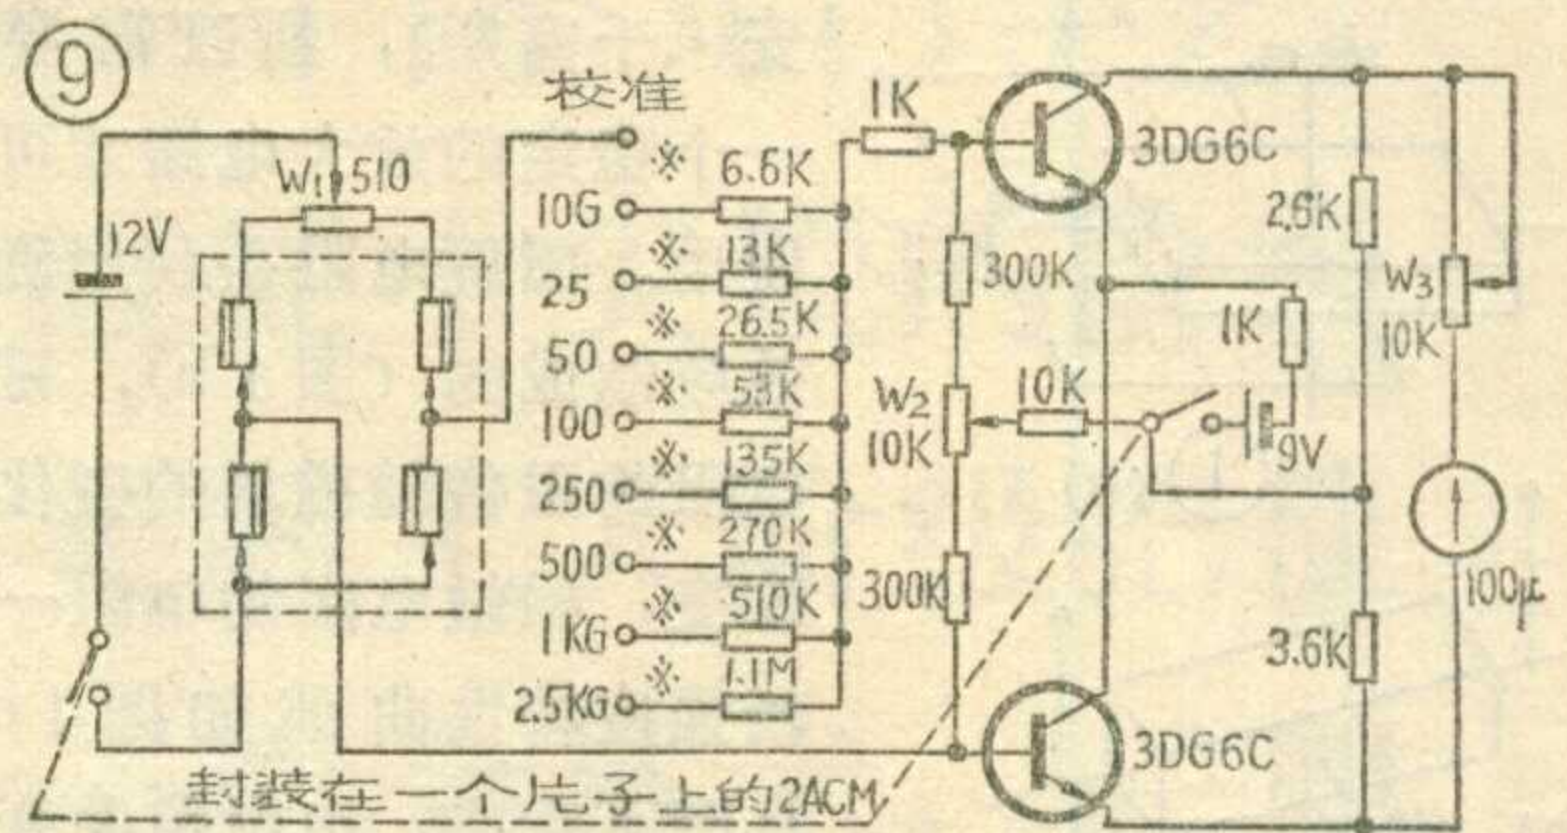 9
校准
12V
W1 510
※ 6.6K
10G
※ 13K
25
※ 26.5K
50
※ 53K
100
※ 135K
250
※ 270K
500
※ 510K
1KG
※ 1.1M
2.5KG
1K
3DG6C
300K
W2
10K
10K
300K
1K
9V
2.6K
W3
10K
100μ
3.6K
3DG6C
封装在一个片子上的2ACM